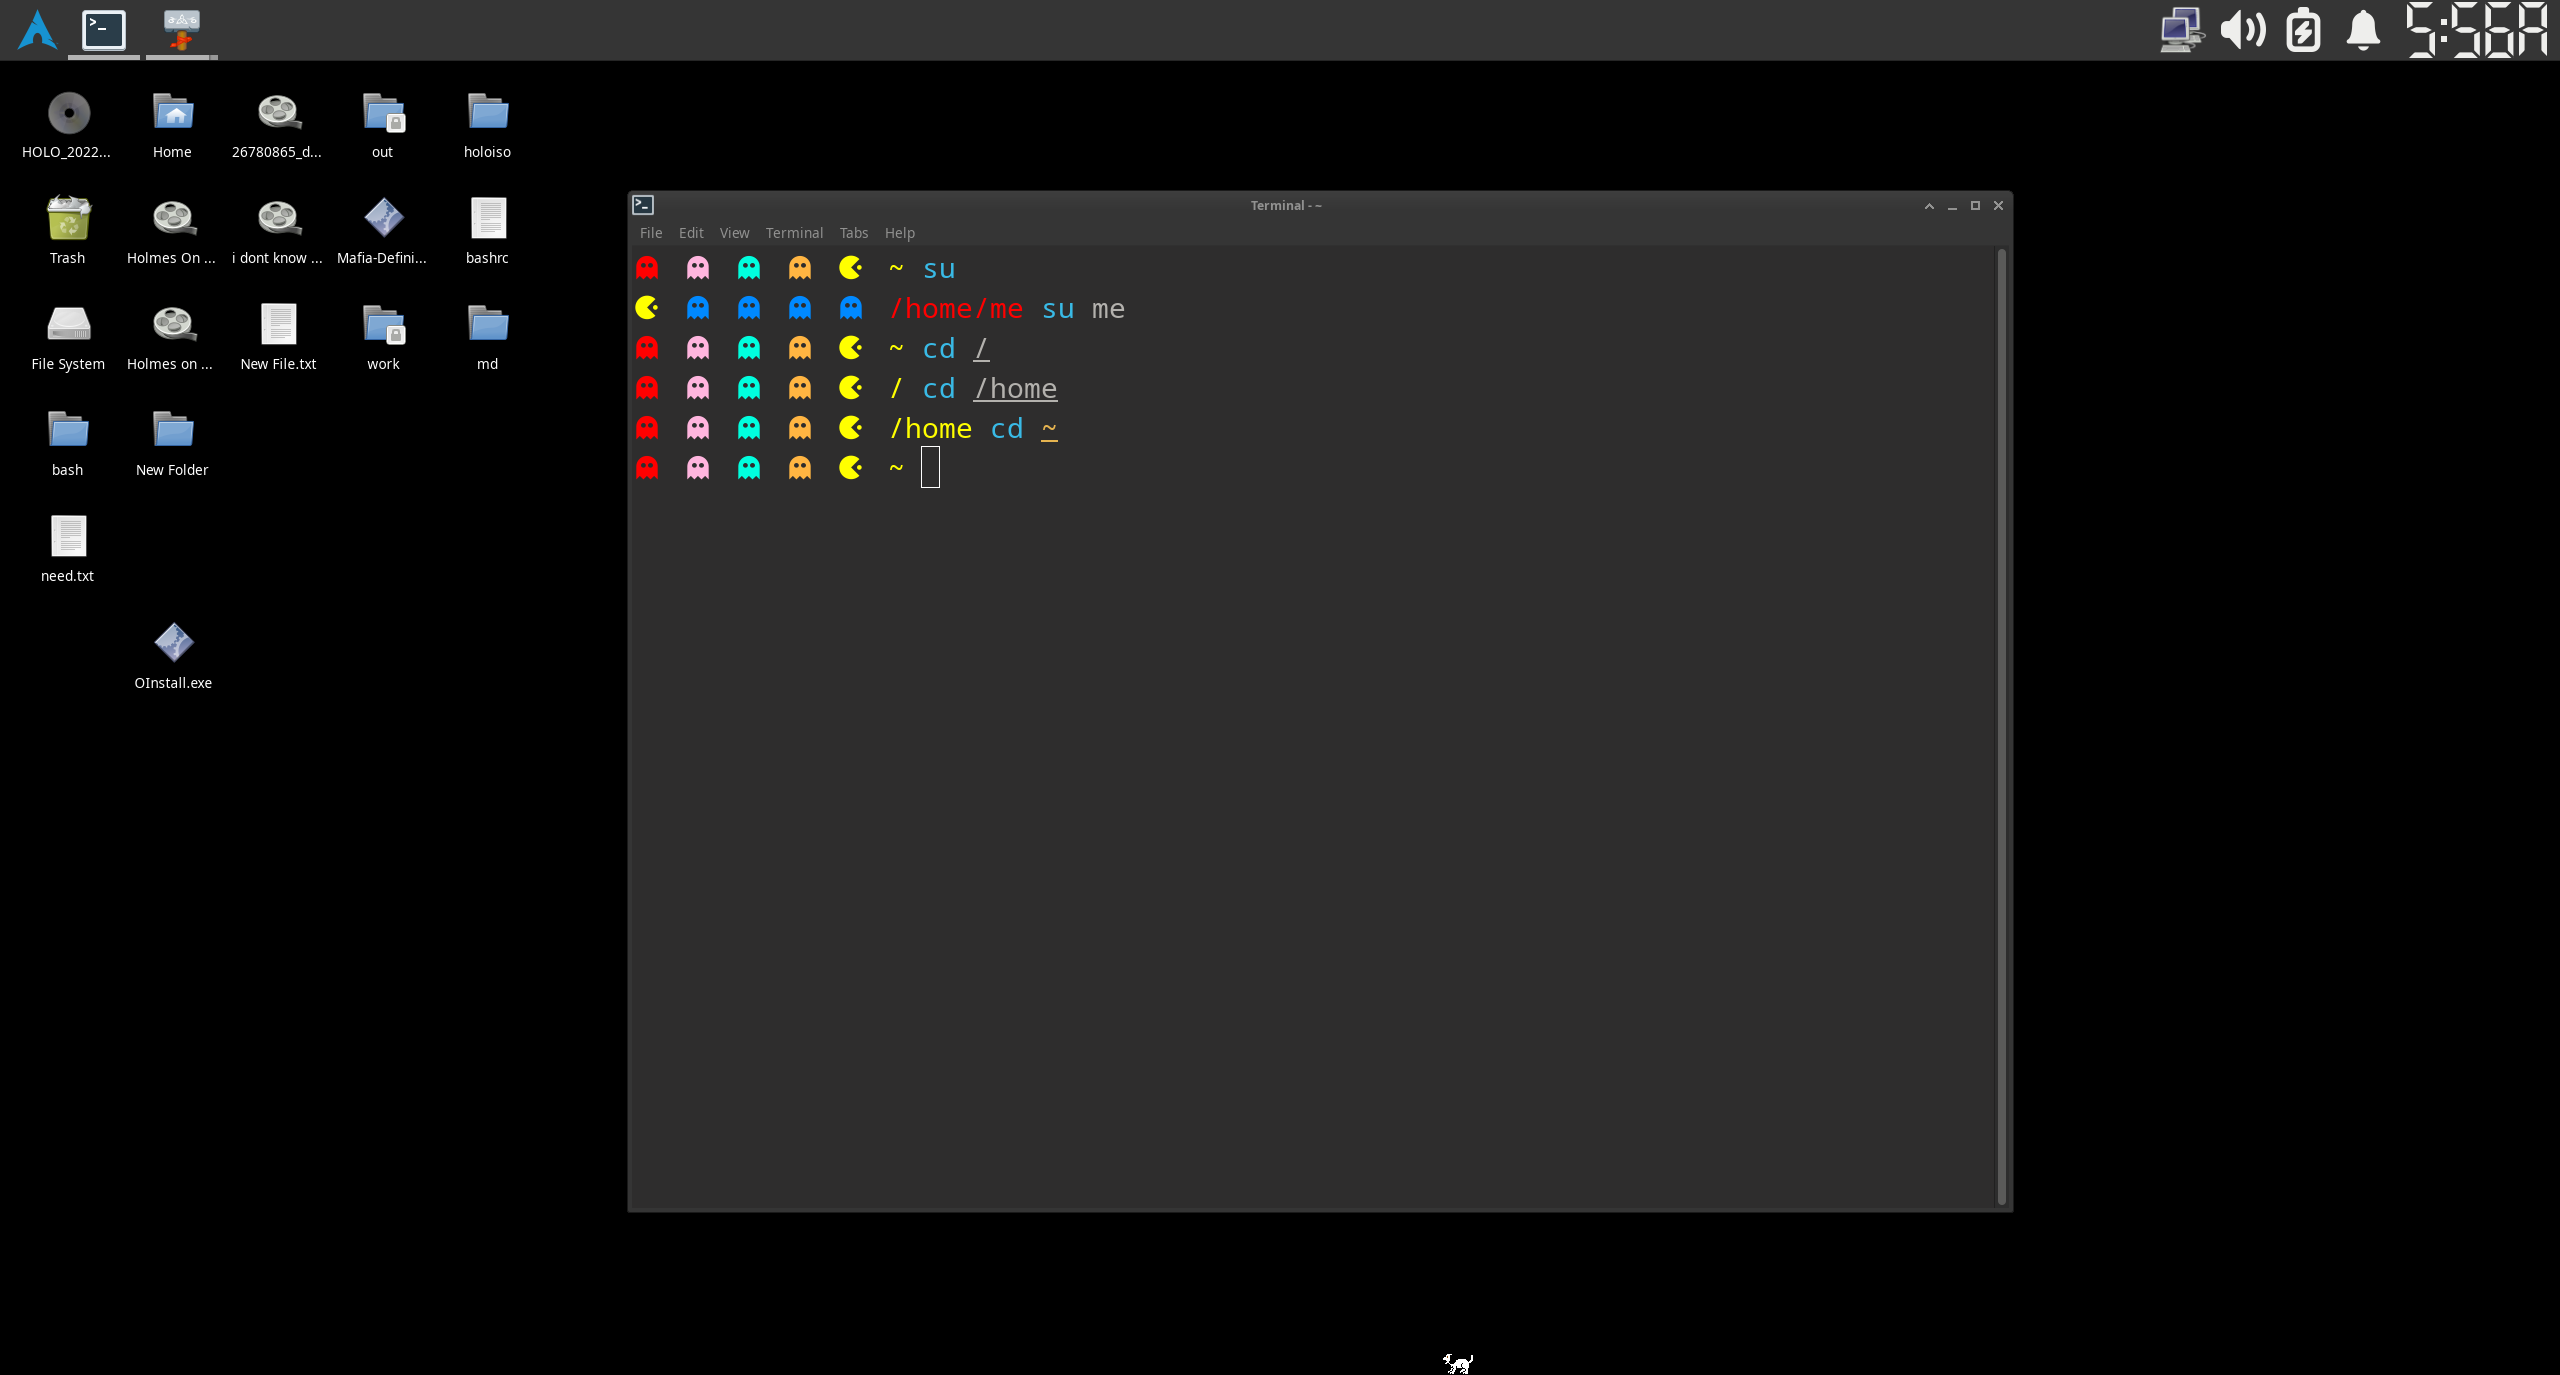 5:56A
HOLO_2022...
Home
26780865_d...
out
holoiso
Trash
Holmes On ...
i dont know ...
Mafia-Defini...
bashrc
File System
Holmes on ...
New File.txt
work
md
bash
New Folder
need.txt
OInstall.exe
Terminal - ~
File Edit View Terminal Tabs Help
~ su
/home/me su me
~ cd /
/ cd /home
/home cd ~
~